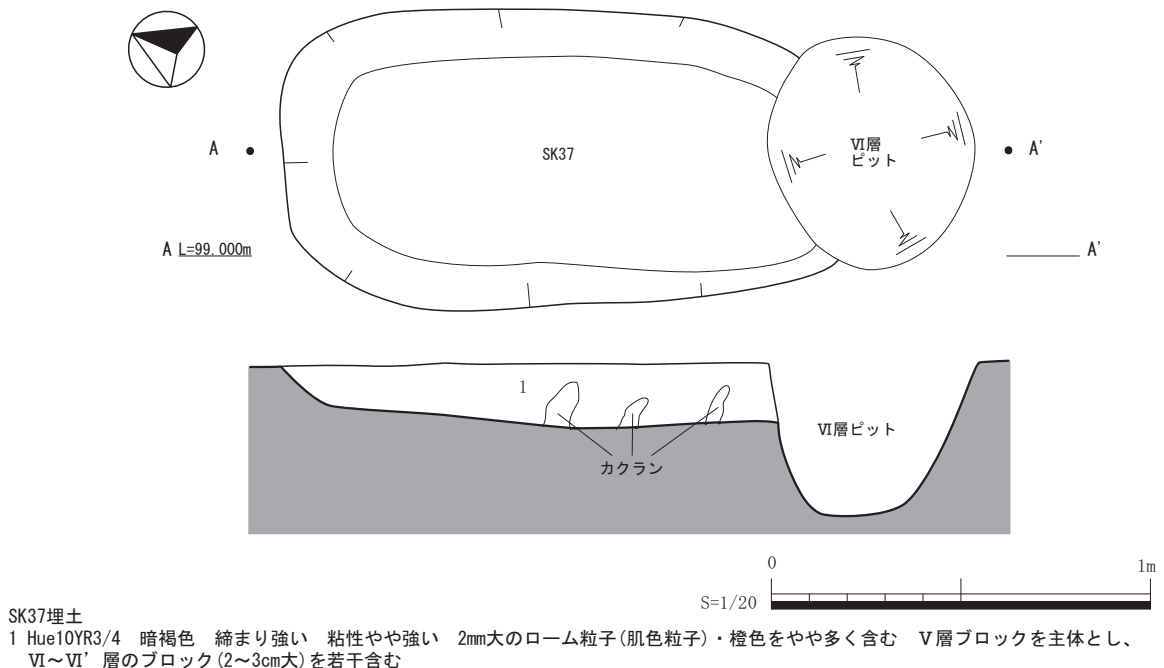 SK37
Ⅵ層
ピット
A
A'
A L=99.000m
A'
1
カクラン
Ⅵ層ピット
0
1m
S=1/20
SK37埋土
1 Hue10YR3/4 暗褐色 締まり強い 粘性やや強い 2mm大のローム粒子(肌色粒子)・橙色をやや多く含む Ⅴ層ブロックを主体とし、
Ⅵ～Ⅵ' 層のブロック(2～3cm大)を若干含む